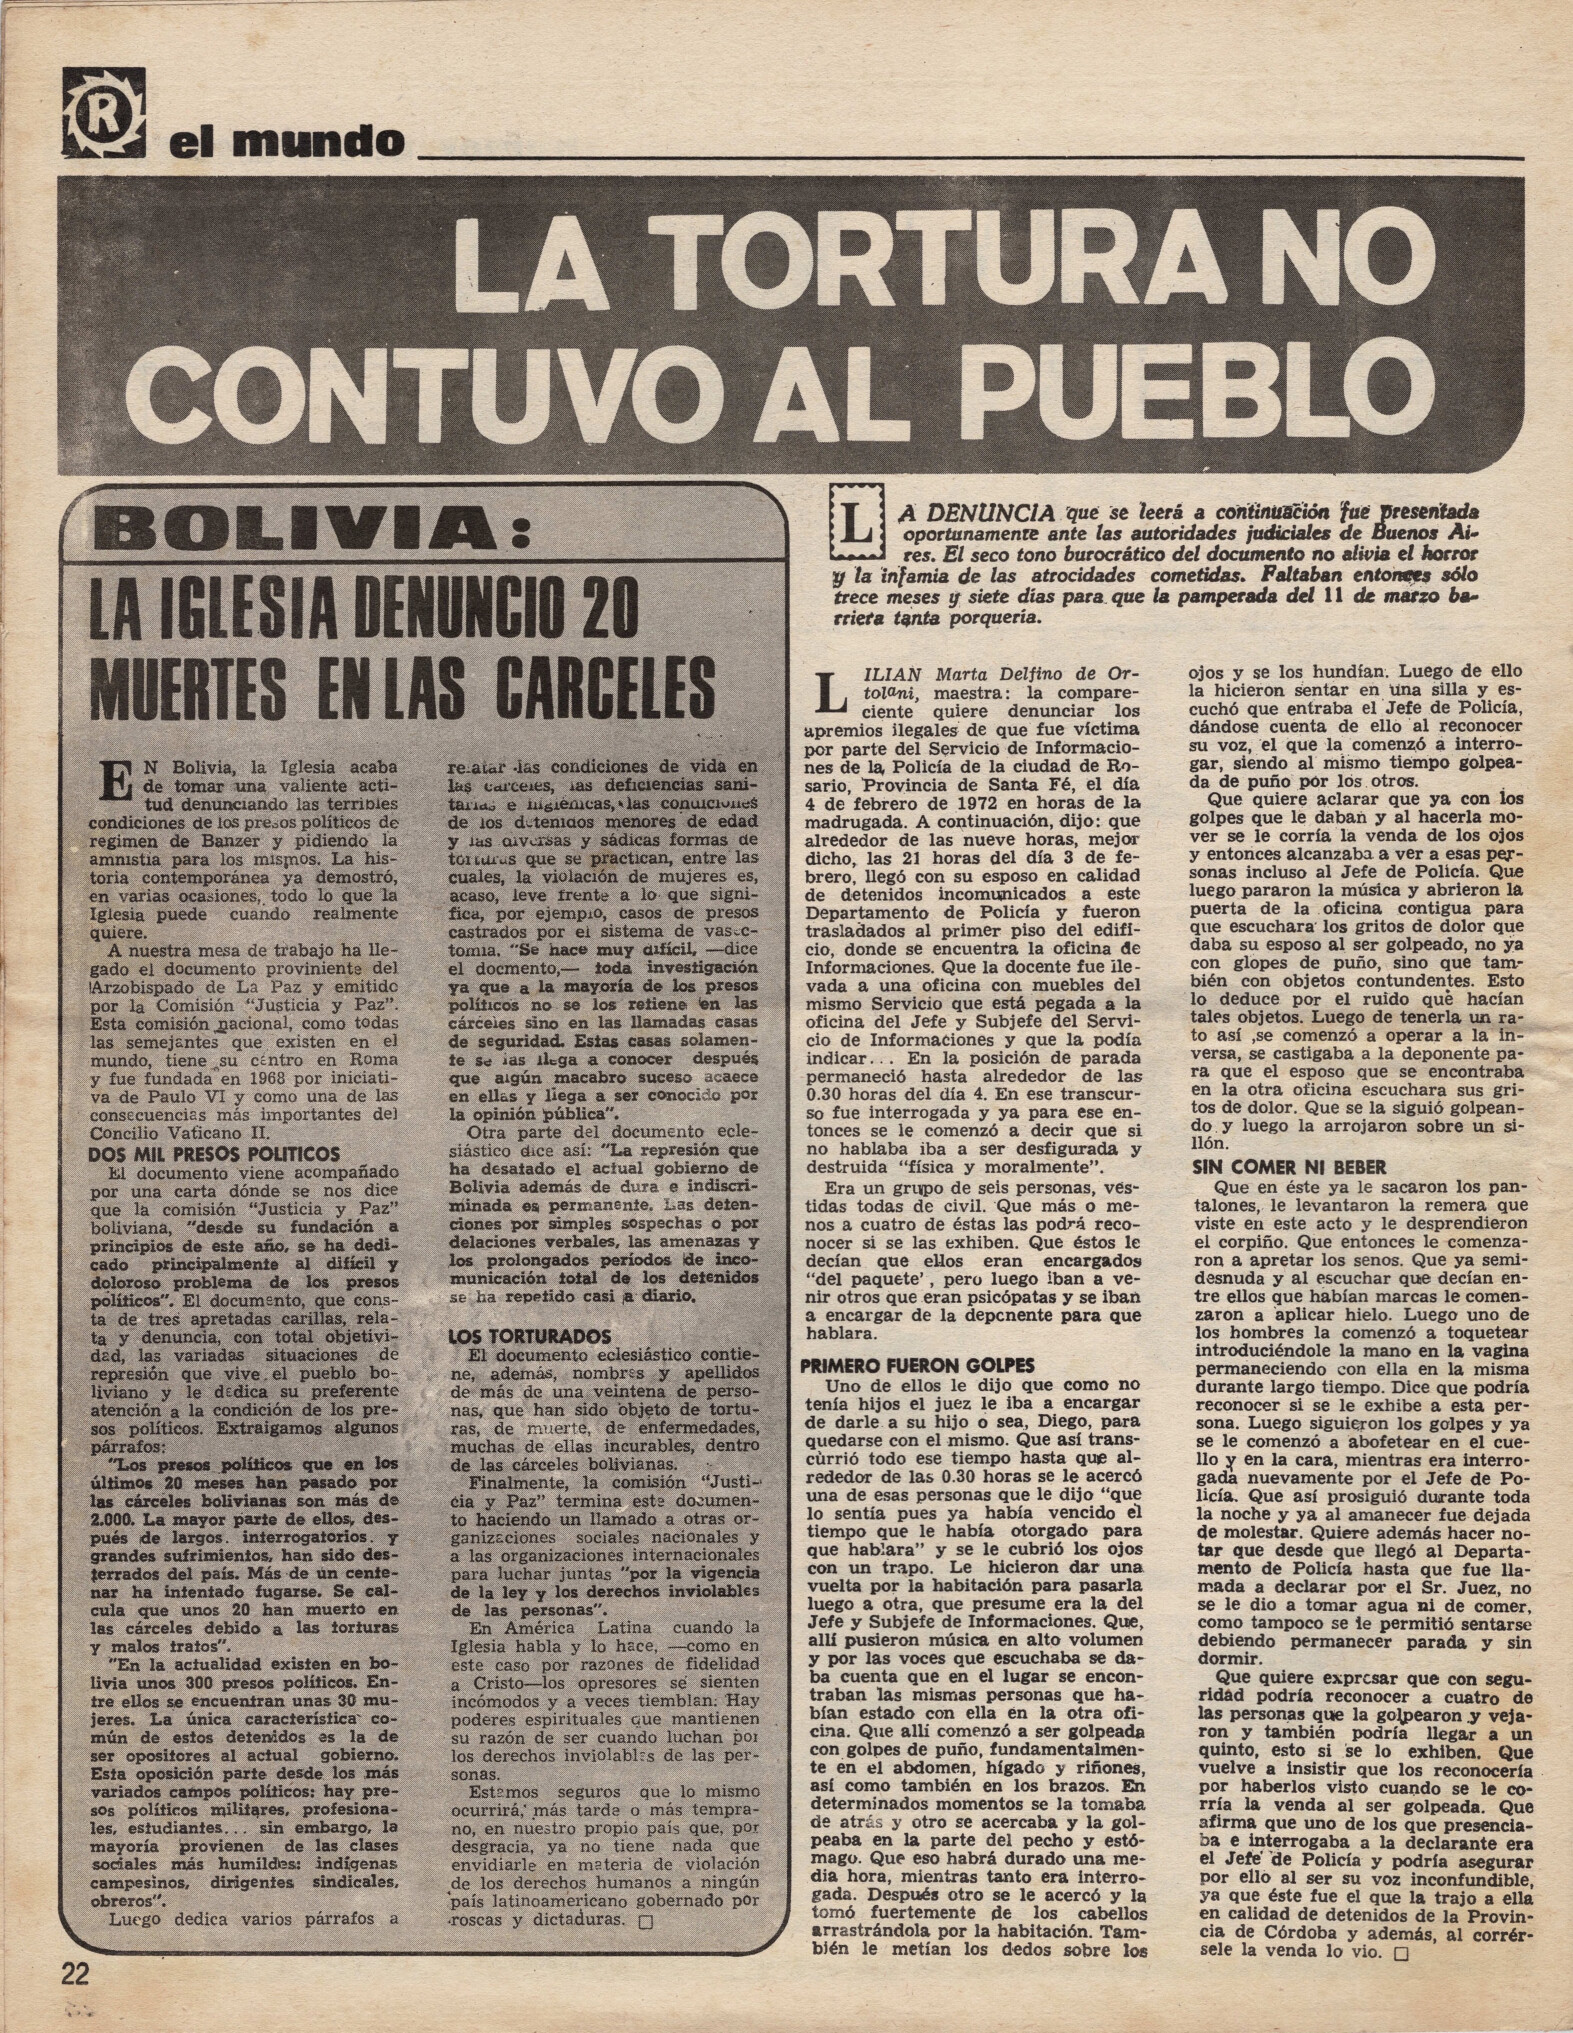 R
el mundo
LA TORTURA NO
CONTUVO AL PUEBLO
BOLIVIA:
LA IGLESIA DENUNCIO 20
MUERTES EN LAS CARCELES
EN Bolivia, la Iglesia acaba
de tomar una valiente acti-
tud denunciando las terribles
condiciones de los presos políticos de
regimen de Banzer y pidiendo la
amnistía para los mismos. La his-
toria contemporánea ya demostró,
en varias ocasiones, todo lo que la
Iglesia puede cuando realmente
quiere.
A nuestra mesa de trabajo ha lle-
gado el documento proviniente del
Arzobispado de La Paz y emitido
por la Comisión "Justicia y Paz".
Esta comisión nacional, como todas
las semejantes que existen en el
mundo, tiene su centro en Roma
y fue fundada en 1968 por iniciati-
va de Paulo VI y como una de las
consecuencias más importantes del
Concilio Vaticano II.
DOS MIL PRESOS POLITICOS
El documento viene acompañado
por una carta dónde se nos dice
que la comisión "Justicia y Paz"
boliviana, "desde su fundación a
principios de este año, se ha dedi-
cado principalmente al difícil y
doloroso problema de los presos
políticos". El documento, que cons-
ta de tres apretadas carillas, rela-
ta y denuncia, con total objetivi-
dad, las variadas situaciones de
represión que vive el pueblo bo-
liviano y le dedica su preferente
atención a la condición de los pre-
sos políticos. Extraigamos algunos
párrafos:
"Los presos políticos que en los
últimos 20 meses han pasado por
las cárceles bolivianas son más de
2.000. La mayor parte de ellos, des-
pués de largos interrogatorios y
grandes sufrimientos, han sido des-
terrados del país. Más de un cente-
nar ha intentado fugarse. Se cal-
cula que unos 20 han muerto en
las cárceles debido a las torturas
y malos tratos".
"En la actualidad existen en bo-
livia unos 300 presos políticos. En-
tre ellos se encuentran unas 30 mu-
jeres. La única característica co-
mún de estos detenidos es la de
ser opositores al actual gobierno.
Esta oposición parte desde los más
variados campos políticos: hay pre-
sos políticos militares, profesiona-
les, estudiantes... sin embargo, la
mayoría provienen de las clases
sociales más humildes: indígenas
campesinos, dirigentes sindicales,
obreros".
Luego dedica varios párrafos a
relatar las condiciones de vida en
las cárceles, las deficiencias sani-
tarias e higiénicas, las condiciones
de los detenidos menores de edad
y las diversas y sádicas formas de
torturas que se practican, entre las
cuales, la violación de mujeres es,
acaso, leve frente a lo que signi-
fica, por ejemplo, casos de presos
castrados por el sistema de vasec-
tomia. "Se hace muy difícil, —dice
el docmento,— toda investigación
ya que a la mayoría de los presos
políticos no se los retiene en las
cárceles sino en las llamadas casas
de seguridad. Estas casas solamen-
te se las llega a conocer después
que algún macabro suceso acaece
en ellas y llega a ser conocido por
la opinión pública".
Otra parte del documento ecle-
siástico dice así: "La represión que
ha desatado el actual gobierno de
Bolivia además de dura e indiscri-
minada es permanente. Las deten-
ciones por simples sospechas o por
delaciones verbales, las amenazas y
los prolongados períodos de inco-
municación total de los detenidos
se ha repetido casi a diario.
LOS TORTURADOS
El documento eclesiástico contie-
ne, además, nombres y apellidos
de más de una veintena de perso-
nas, que han sido objeto de tortu-
ras, de muerte, de enfermedades,
muchas de ellas incurables, dentro
de las cárceles bolivianas.
Finalmente, la comisión "Justi-
cia y Paz" termina este documen-
to haciendo un llamado a otras or-
ganizaciones sociales nacionales y
a las organizaciones internacionales
para luchar juntas "por la vigencia
de la ley y los derechos inviolables
de las personas".
En América Latina cuando la
Iglesia habla y lo hace, —como en
este caso por razones de fidelidad
a Cristo—los opresores se sienten
incómodos y a veces tiemblan. Hay
poderes espirituales que mantienen
su razón de ser cuando luchan por
los derechos inviolables de las per-
sonas.
Estamos seguros que lo mismo
ocurrirá, más tarde o más tempra-
no, en nuestro propio país que, por
desgracia, ya no tiene nada que
envidiarle en materia de violación
de los derechos humanos a ningún
país latinoamericano gobernado por
roscas y dictaduras. □
LA DENUNCIA que se leerá a continuación fue presentada
oportunamente ante las autoridades judiciales de Buenos Ai-
res. El seco tono burocrático del documento no alivia el horror
y la infamia de las atrocidades cometidas. Faltaban entonces sólo
trece meses y siete días para que la pamperada del 11 de marzo ba-
rriera tanta porquería.
LILIAN Marta Delfino de Or-
tolani, maestra: la compare-
ciente quiere denunciar los
apremios ilegales de que fue víctima
por parte del Servicio de Informacio-
nes de la Policía de la ciudad de Ro-
sario, Provincia de Santa Fé, el día
4 de febrero de 1972 en horas de la
madrugada. A continuación, dijo: que
alrededor de las nueve horas, mejor
dicho, las 21 horas del día 3 de fe-
brero, llegó con su esposo en calidad
de detenidos incomunicados a este
Departamento de Policía y fueron
trasladados al primer piso del edifi-
cio, donde se encuentra la oficina de
Informaciones. Que la docente fue lle-
vada a una oficina con muebles del
mismo Servicio que está pegada a la
oficina del Jefe y Subjefe del Servi-
cio de Informaciones y que la podía
indicar... En la posición de parada
permaneció hasta alrededor de las
0.30 horas del día 4. En ese transcur-
so fue interrogada y ya para ese en-
tonces se le comenzó a decir que si
no hablaba iba a ser desfigurada y
destruida "física y moralmente".
Era un grupo de seis personas, ves-
tidas todas de civil. Que más o me-
nos a cuatro de éstas las podrá reco-
nocer si se las exhiben. Que éstos le
decían que ellos eran encargados
"del paquete', pero luego iban a ve-
nir otros que eran psicópatas y se iban
a encargar de la deponente para que
hablara.
PRIMERO FUERON GOLPES
Uno de ellos le dijo que como no
tenía hijos el juez le iba a encargar
de darle a su hijo o sea, Diego, para
quedarse con el mismo. Que así trans-
currió todo ese tiempo hasta que al-
rededor de las 0.30 horas se le acercó
una de esas personas que le dijo "que
lo sentía pues ya había vencido el
tiempo que le había otorgado para
que hablara" y se le cubrió los ojos
con un trapo. Le hicieron dar una
vuelta por la habitación para pasarla
luego a otra, que presume era la del
Jefe y Subjefe de Informaciones. Que,
allí pusieron música en alto volumen
y por las voces que escuchaba se da-
ba cuenta que en el lugar se encon-
traban las mismas personas que ha-
bían estado con ella en la otra ofi-
cina. Que allí comenzó a ser golpeada
con golpes de puño, fundamentalmen-
te en el abdomen, hígado y riñones,
así como también en los brazos. En
determinados momentos se la tomaba
de atrás y otro se acercaba y la gol-
peaba en la parte del pecho y estó-
mago. Que eso habrá durado una me-
dia hora, mientras tanto era interro-
gada. Después otro se le acercó y la
tomó fuertemente de los cabellos
arrastrándola por la habitación. Tam-
bién le metían los dedos sobre los
ojos y se los hundían. Luego de ello
la hicieron sentar en una silla y es-
cuchó que entraba el Jefe de Policía,
dándose cuenta de ello al reconocer
su voz, el que la comenzó a interro-
gar, siendo al mismo tiempo golpea-
da de puño por los otros.
Que quiere aclarar que ya con los
golpes que le daban y al hacerla mo-
ver se le corría la venda de los ojos
y entonces alcanzaba a ver a esas per-
sonas incluso al Jefe de Policía. Que
luego pararon la música y abrieron la
puerta de la oficina contigua para
que escuchara los gritos de dolor que
daba su esposo al ser golpeado, no ya
con glopes de puño, sino que tam-
bién con objetos contundentes. Esto
lo deduce por el ruido que hacían
tales objetos. Luego de tenerla un ra-
to así ,se comenzó a operar a la in-
versa, se castigaba a la deponente pa-
ra que el esposo que se encontraba
en la otra oficina escuchara sus gri-
tos de dolor. Que se la siguió golpean-
do y luego la arrojaron sobre un si-
llón.
SIN COMER NI BEBER
Que en éste ya le sacaron los pan-
talones, le levantaron la remera que
viste en este acto y le desprendieron
el corpiño. Que entonces le comenza-
ron a apretar los senos. Que ya semi-
desnuda y al escuchar que decían en-
tre ellos que habían marcas le comen-
zaron a aplicar hielo. Luego uno de
los hombres la comenzó a toquetear
introduciéndole la mano en la vagina
permaneciendo con ella en la misma
durante largo tiempo. Dice que podría
reconocer si se le exhibe a esta per-
sona. Luego siguieron los golpes y ya
se le comenzó a abofetear en el cue-
llo y en la cara, mientras era interro-
gada nuevamente por el Jefe de Po-
licía. Que así prosiguió durante toda
la noche y ya al amanecer fue dejada
de molestar. Quiere además hacer no-
tar que desde que llegó al Departa-
mento de Policía hasta que fue lla-
mada a declarar por el Sr. Juez, no
se le dio a tomar agua ni de comer,
como tampoco se le permitió sentarse
debiendo permanecer parada y sin
dormir.
Que quiere expresar que con segu-
ridad podría reconocer a cuatro de
las personas que la golpearon y veja-
ron y también podría llegar a un
quinto, esto si se lo exhiben. Que
vuelve a insistir que los reconocería
por haberlos visto cuando se le co-
rría la venda al ser golpeada. Que
afirma que uno de los que presencia-
ba e interrogaba a la declarante era
el Jefe de Policía y podría asegurar
por ello al ser su voz inconfundible,
ya que éste fue el que la trajo a ella
en calidad de detenidos de la Provin-
cia de Córdoba y además, al corrér-
sele la venda lo vio. □
22